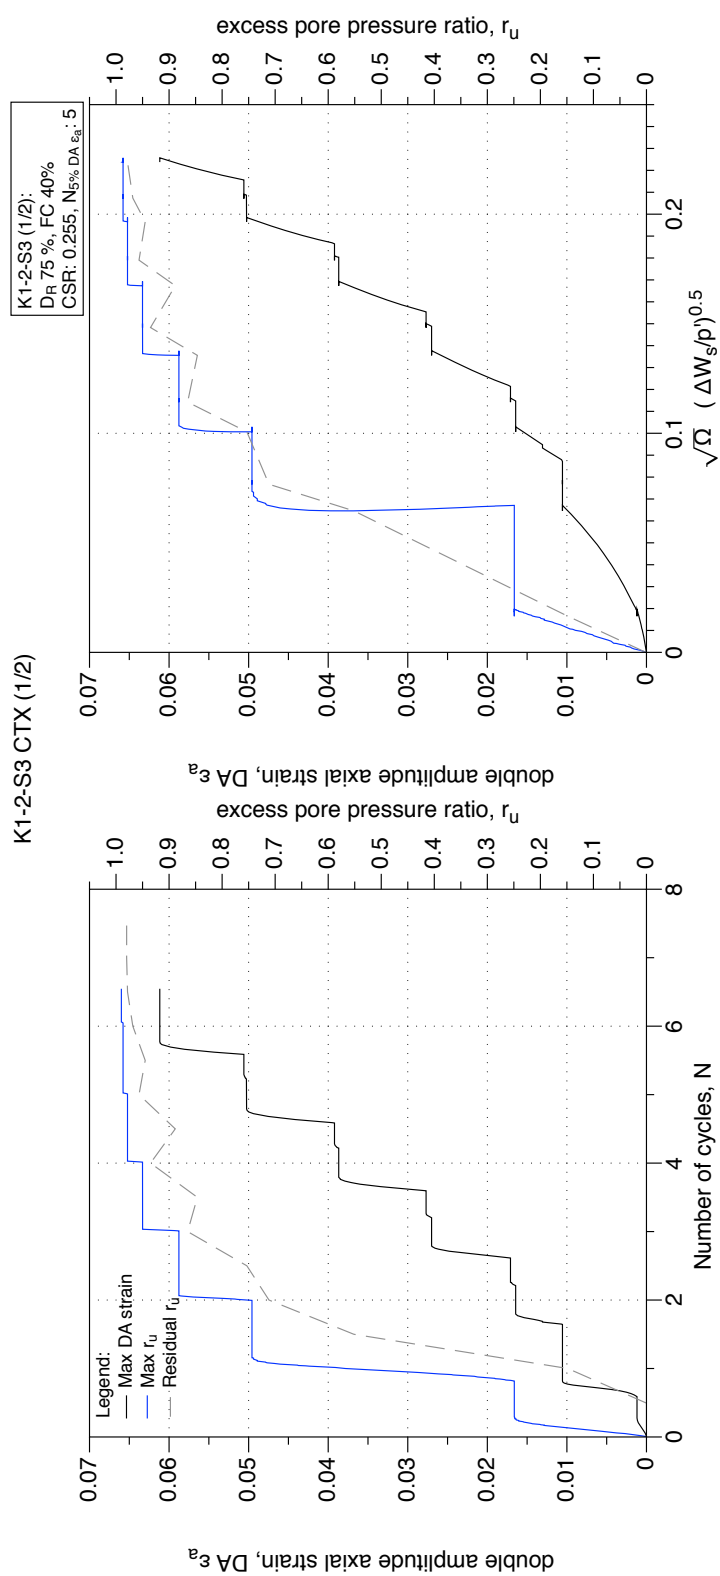 K1-2-S3 CTX (1/2)
double amplitude axial strain, DA εa
0.07
0.06
0.05
0.04
0.03
0.02
0.01
0
Legend:
Max DA strain
Max ru
Residual ru
0 2 4 6 8
Number of cycles, N
1.0
0.9
0.8
0.7
0.6
0.5
0.4
0.3
0.2
0.1
0
excess pore pressure ratio, ru
double amplitude axial strain, DA εa
0.07
0.06
0.05
0.04
0.03
0.02
0.01
0
0 0.1 0.2
√Ω (ΔWs/p')0.5
K1-2-S3 (1/2):
DR 75 %, FC 40%
CSR: 0.255, N5% DA εa: 5
1.0
0.9
0.8
0.7
0.6
0.5
0.4
0.3
0.2
0.1
0
excess pore pressure ratio, ru